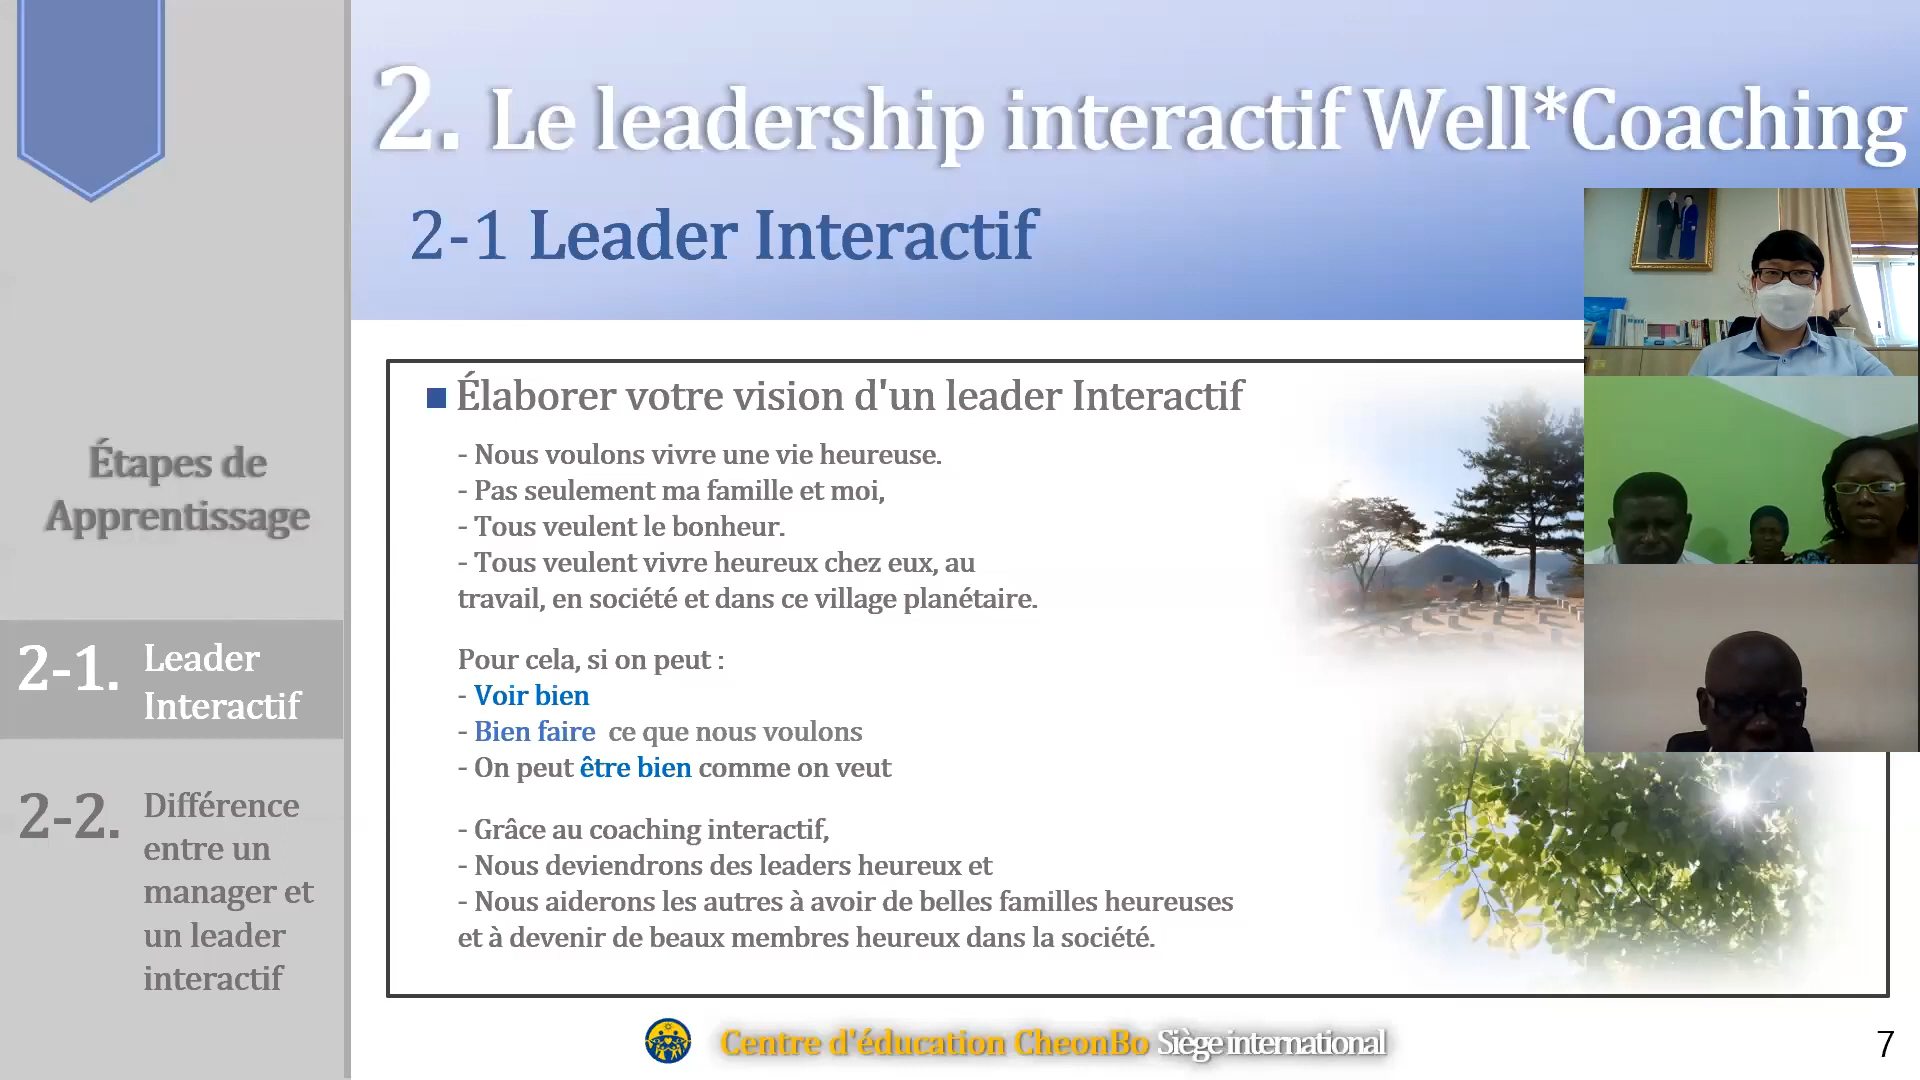 2. Le leadership interactif Well*Coaching
2-1 Leader Interactif
Étapes de
Apprentissage
2-1. Leader
Interactif
2-2. Différence
entre un
manager et
un leader
interactif
Élaborer votre vision d'un leader Interactif
- Nous voulons vivre une vie heureuse.
- Pas seulement ma famille et moi,
- Tous veulent le bonheur.
- Tous veulent vivre heureux chez eux, au
travail, en société et dans ce village planétaire.
Pour cela, si on peut :
- Voir bien
- Bien faire ce que nous voulons
- On peut être bien comme on veut
- Grâce au coaching interactif,
- Nous deviendrons des leaders heureux et
- Nous aiderons les autres à avoir de belles familles heureuses
et à devenir de beaux membres heureux dans la société.
Centre d'éducation CheonBo Siège international
7